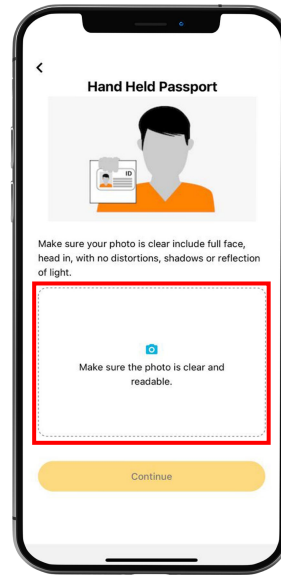 Hand Held Passport
ID
Make sure your photo is clear include full face,
head in, with no distortions, shadows or reflection
of light.
Make sure the photo is clear and
readable.
Continue